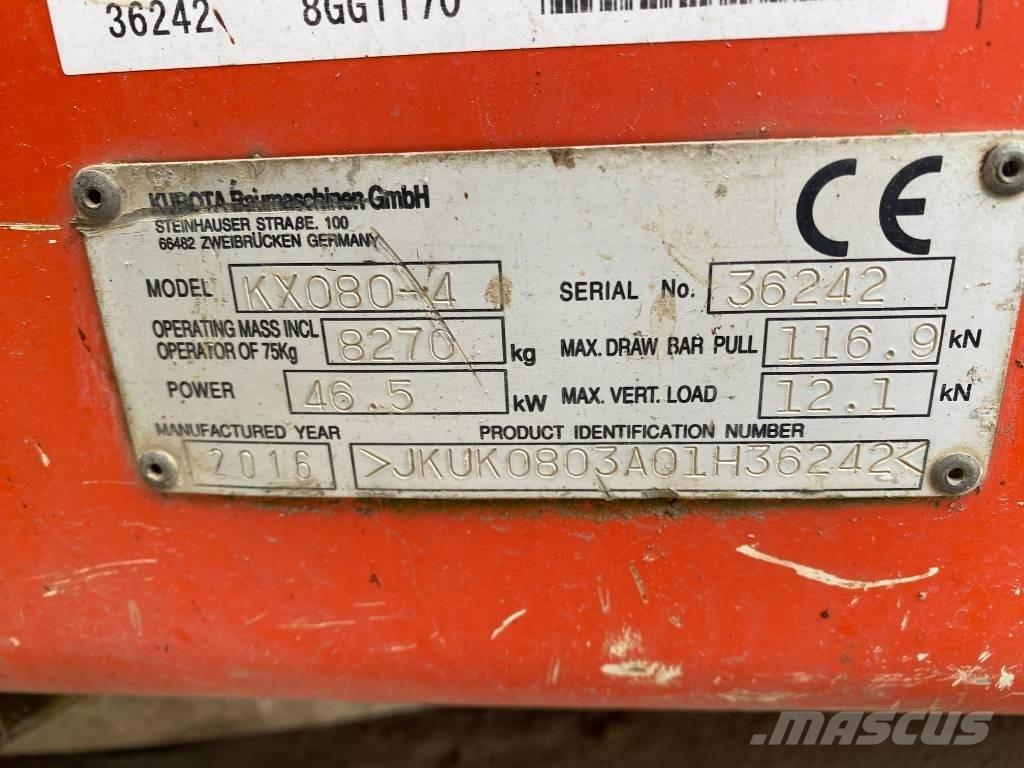 36242
KUBOTA Baumaschinen GmbH
STEINHAUSER STRAßE. 100
66482 ZWEIBRÜCKEN GERMANY
CE
MODEL KX080-4 SERIAL No. 36242
OPERATING MASS INCL
OPERATOR OF 75Kg 8270 kg MAX. DRAW BAR PULL 116.9 kN
POWER 46.5 kW MAX. VERT. LOAD 12.1 kN
MANUFACTURED YEAR PRODUCT IDENTIFICATION NUMBER
2016 >JKUK0803A01H36242<
MASCUS